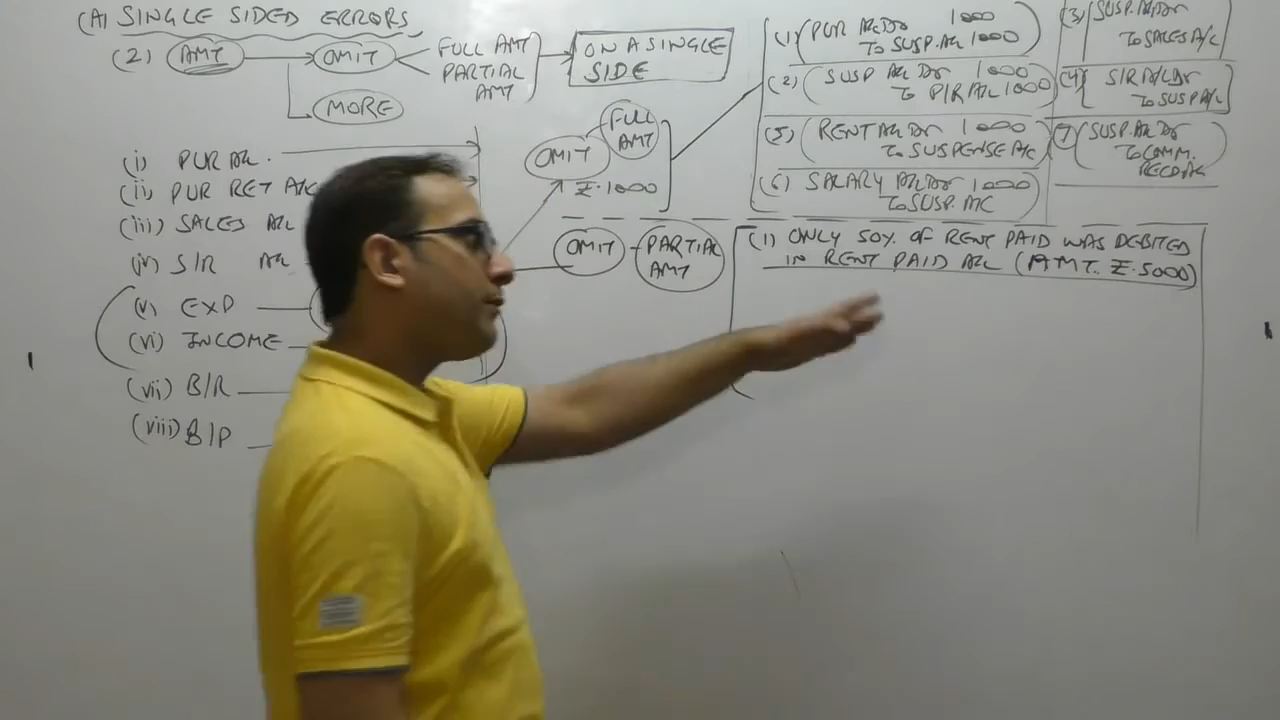 (A) SINGLE SIDED ERRORS
(2) AMT OMIT FULL AMT
PARTIAL AMT
ON A SINGLE SIDE
MORE
(i) PUR A/C.
(ii) PUR RET A/C
(iii) SALES A/C
(iv) S/R A/C
(v) EXP
(vi) INCOME
(vii) B/R
(viii) B/P
OMIT FULL AMT
₹.1000
(1) PUR A/C Dr 1000
To SUSP. A/C 1000
(2) SUSP A/C Dr 1000
To P/R A/C 1000
(5) RENT A/C Dr 1000
To SUSPENSE A/C
(6) SALARY A/C Dr 1000
To SUSP. A/C
(3) SUSP. A/C Dr
To SALES A/C
(4) S/R A/C Dr
To SUSP A/C
(7) SUSP. A/C Dr
To COMM. RECD A/C
OMIT - PARTIAL AMT
(1) ONLY 50%. OF RENT PAID WAS DEBITED
IN RENT PAID A/C (AMT. ₹.5000)